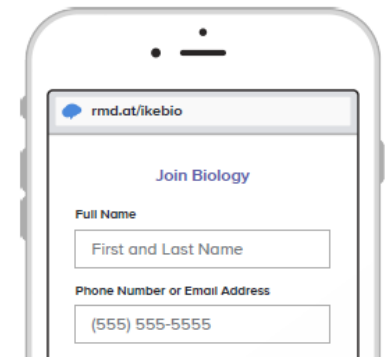 rmd.at/ikebio
Join Biology
Full Name
First and Last Name
Phone Number or Email Address
(555) 555-5555